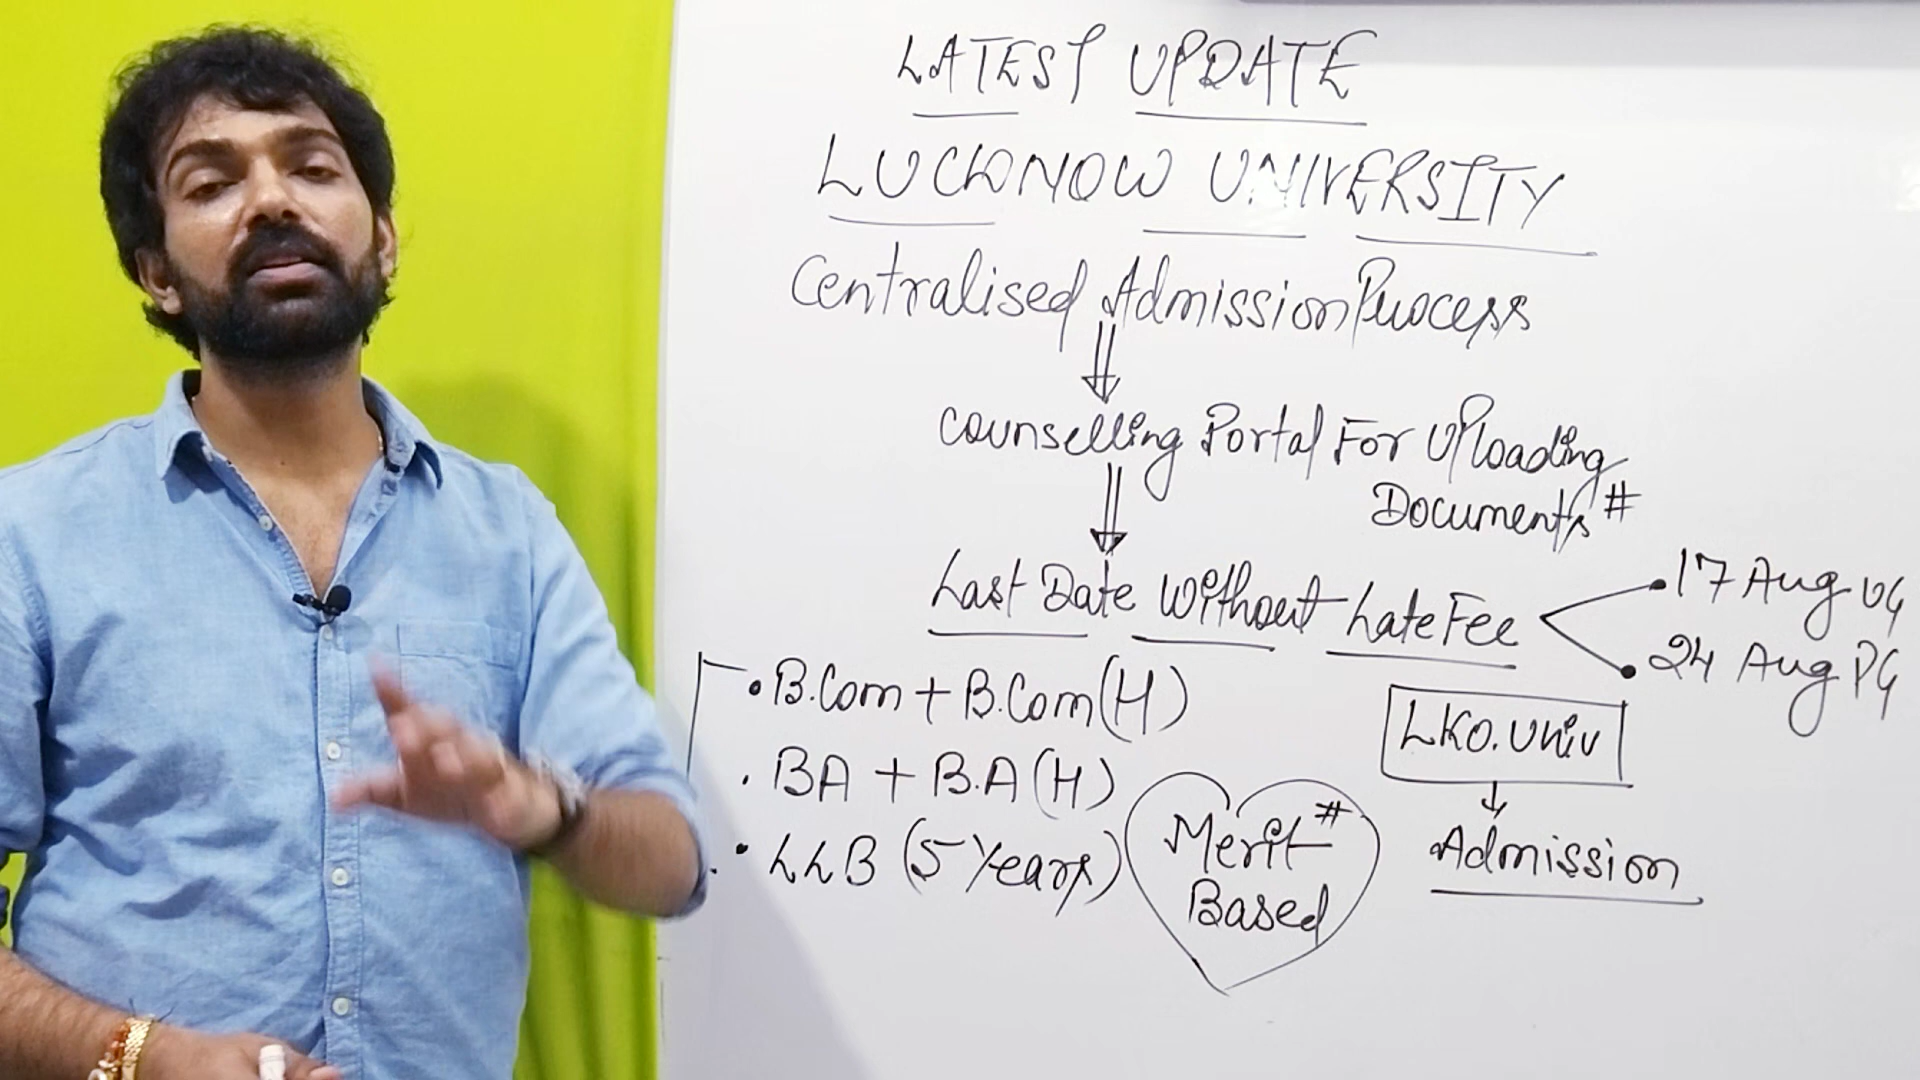 LATEST UPDATE
LUCKNOW UNIVERSITY
Centralised Admission Process
Counselling Portal For Uploading
Documents #
Last Date Without Late Fee
• 17 Aug UG
• 24 Aug PG
• B.Com + B.Com (H)
• BA + B.A (H)
• LLB (5 Years)
Merit #
Based
LKO. Univ
Admission